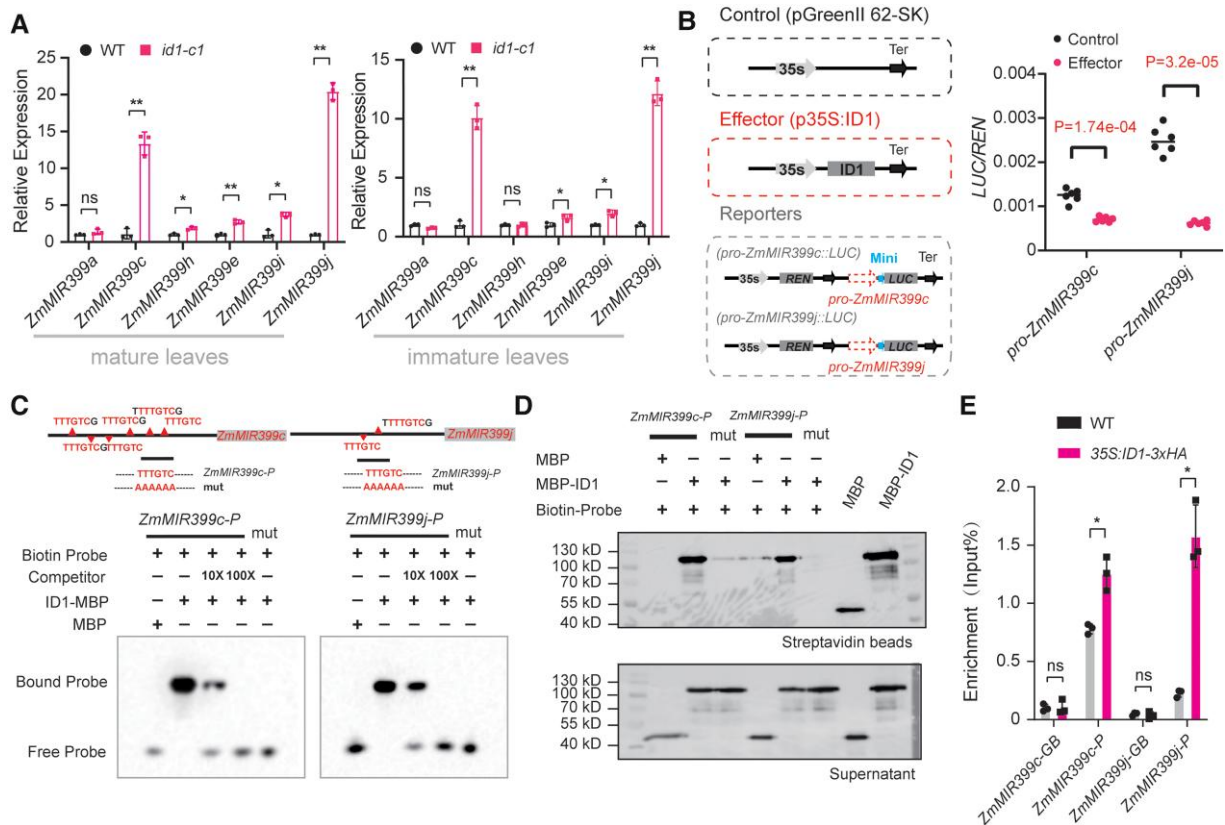 A
WT
id1-c1
Relative Expression
25
20
15
10
5
0
ns
**
*
**
*
**
ZmMIR399a
ZmMIR399c
ZmMIR399h
ZmMIR399e
ZmMIR399i
ZmMIR399j
mature leaves
WT
id1-c1
Relative Expression
15
10
5
0
ns
**
ns
*
*
**
ZmMIR399a
ZmMIR399c
ZmMIR399h
ZmMIR399e
ZmMIR399i
ZmMIR399j
immature leaves
B
Control (pGreenII 62-SK)
35s
Ter
Effector (p35S:ID1)
35s
ID1
Ter
Reporters
(pro-ZmMIR399c::LUC)
Mini
Ter
35s
REN
LUC
pro-ZmMIR399c
(pro-ZmMIR399j::LUC)
35s
REN
LUC
pro-ZmMIR399j
Control
Effector
LUC/REN
0.004
0.003
0.002
0.001
0
P=1.74e-04
P=3.2e-05
pro-ZmMIR399c
pro-ZmMIR399j
C
TTTTGTCG
TTTGTCG TTTGTCG TTTGTC
ZmMIR399c
TTTGTCGTTTGTC
TTTGTC ZmMIR399c-P
AAAAAA mut
TTTTGTCG
ZmMIR399j
TTTGTC
TTTGTC ZmMIR399j-P
AAAAAA mut
ZmMIR399c-P mut
ZmMIR399j-P mut
Biotin Probe + + + + + + + + + +
Competitor − − 10X 100X − − − 10X 100X −
ID1-MBP − + + + + − + + + +
MBP + − − − − + − − − −
Bound Probe
Free Probe
D
ZmMIR399c-P mut ZmMIR399j-P mut
MBP + − − + − −
MBP-ID1 − + + − + +
Biotin-Probe + + + + + +
MBP
MBP-ID1
130 kD
100 kD
70 kD
55 kD
40 kD
Streptavidin beads
130 kD
100 kD
70 kD
55 kD
40 kD
Supernatant
E
WT
35S:ID1-3xHA
Enrichment (Input%)
2.0
1.5
1.0
0.5
0
ns
*
ns
*
ZmMIR399c-GB
ZmMIR399c-P
ZmMIR399j-GB
ZmMIR399j-P